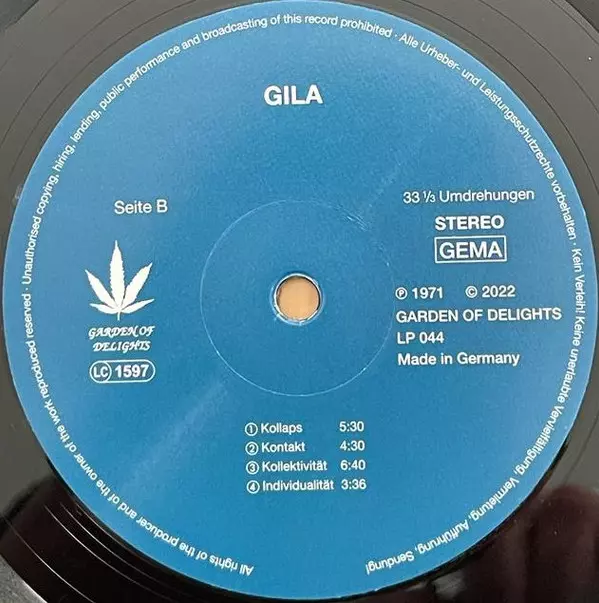 All rights of the producer and of the owner of the work reproduced reserved · Unauthorised copying, hiring, lending, public performance and broadcasting of this record prohibited · Alle Urheber- und Leistungsschutzrechte vorbehalten · Kein Verleih! Keine unerlaubte Vervielfältigung, Vermietung, Aufführung, Sendung!
GILA
Seite B
33 ⅓ Umdrehungen
STEREO
GEMA
GARDEN OF
DELIGHTS
LC 1597
℗ 1971 © 2022
GARDEN OF DELIGHTS
LP 044
Made in Germany
① Kollaps 5:30
② Kontakt 4:30
③ Kollektivität 6:40
④ Individualität 3:36